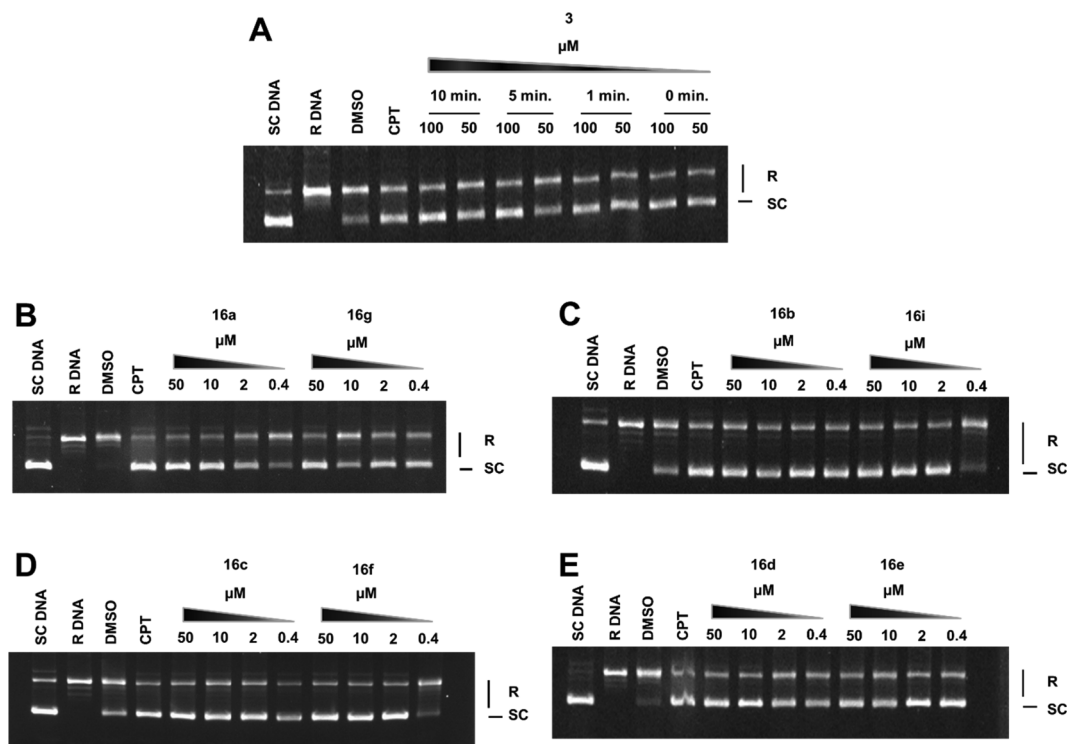 A
3
µM
10 min. 5 min. 1 min. 0 min.
SC DNA R DNA DMSO CPT 100 50 100 50 100 50 100 50
R
SC
B
16a 16g
µM µM
SC DNA R DNA DMSO CPT 50 10 2 0.4 50 10 2 0.4
R
SC
C
16b 16i
µM µM
SC DNA R DNA DMSO CPT 50 10 2 0.4 50 10 2 0.4
R
SC
D
16c 16f
µM µM
SC DNA R DNA DMSO CPT 50 10 2 0.4 50 10 2 0.4
R
SC
E
16d 16e
µM µM
SC DNA R DNA DMSO CPT 50 10 2 0.4 50 10 2 0.4
R
SC